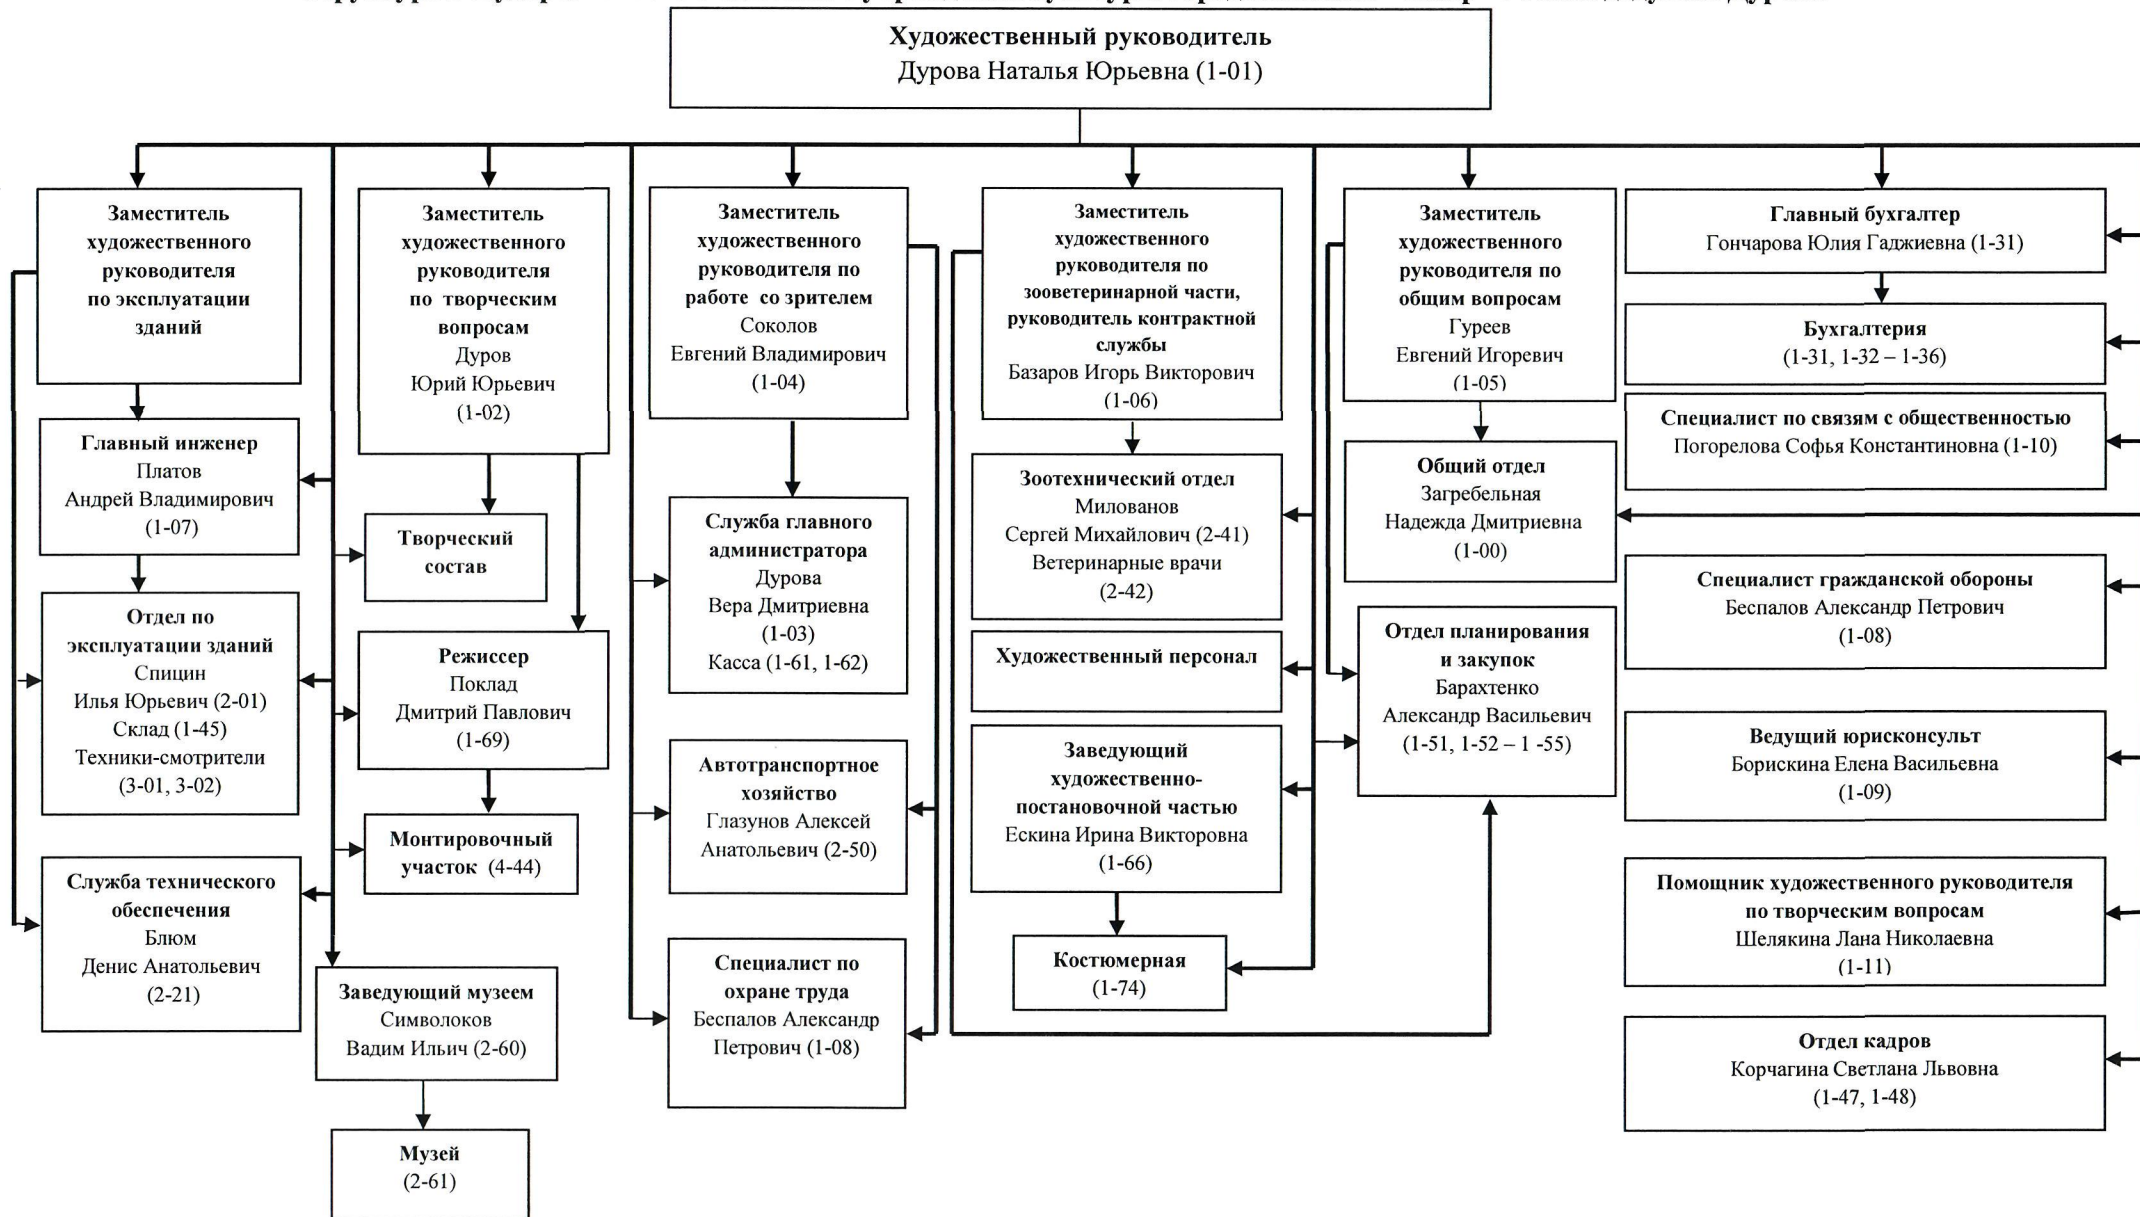 Художественный руководитель
Дурова Наталья Юрьевна (1-01)
Заместитель
художественного
руководителя
по эксплуатации
зданий
Главный инженер
Платов
Андрей Владимирович
(1-07)
Отдел по
эксплуатации зданий
Спицин
Илья Юрьевич (2-01)
Склад (1-45)
Техники-смотрители
(3-01, 3-02)
Служба технического
обеспечения
Блюм
Денис Анатольевич
(2-21)
Заместитель
художественного
руководителя
по творческим
вопросам
Дуров
Юрий Юрьевич
(1-02)
Творческий
состав
Режиссер
Поклад
Дмитрий Павлович
(1-69)
Монтировочный
участок (4-44)
Заведующий музеем
Символоков
Вадим Ильич (2-60)
Музей
(2-61)
Заместитель
художественного
руководителя по
работе со зрителем
Соколов
Евгений Владимирович
(1-04)
Служба главного
администратора
Дурова
Вера Дмитриевна
(1-03)
Касса (1-61, 1-62)
Автотранспортное
хозяйство
Глазунов Алексей
Анатольевич (2-50)
Специалист по
охране труда
Беспалов Александр
Петрович (1-08)
Заместитель
художественного
руководителя по
зооветеринарной части,
руководитель контрактной
службы
Базаров Игорь Викторович
(1-06)
Зоотехнический отдел
Милованов
Сергей Михайлович (2-41)
Ветеринарные врачи
(2-42)
Художественный персонал
Заведующий
художественно-
постановочной частью
Ескина Ирина Викторовна
(1-66)
Костюмерная
(1-74)
Заместитель
художественного
руководителя по
общим вопросам
Гуреев
Евгений Игоревич
(1-05)
Общий отдел
Загребельная
Надежда Дмитриевна
(1-00)
Отдел планирования
и закупок
Барахтенко
Александр Васильевич
(1-51, 1-52 – 1 -55)
Главный бухгалтер
Гончарова Юлия Гаджиевна (1-31)
Бухгалтерия
(1-31, 1-32 – 1-36)
Специалист по связям с общественностью
Погорелова Софья Константиновна (1-10)
Специалист гражданской обороны
Беспалов Александр Петрович
(1-08)
Ведущий юрисконсульт
Борискина Елена Васильевна
(1-09)
Помощник художественного руководителя
по творческим вопросам
Шелякина Лана Николаевна
(1-11)
Отдел кадров
Корчагина Светлана Львовна
(1-47, 1-48)